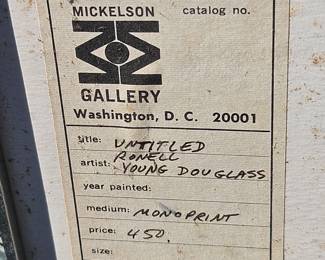 MICKELSON catalog no.
GALLERY
Washington, D. C. 20001
title: UNTITLED
RONELL
artist: YOUNG DOUGLASS
year painted:
medium: MONOPRINT
price: 450.
size: